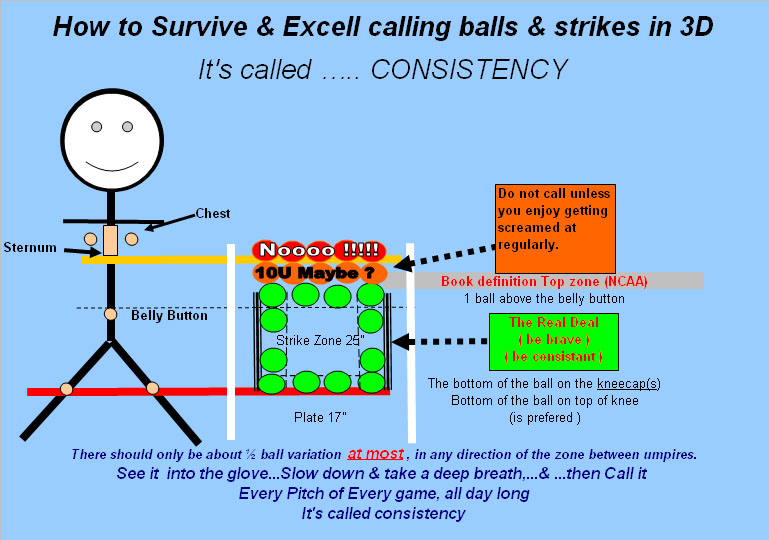 How to Survive & Excell calling balls & strikes in 3D
It's called ..... CONSISTENCY
Do not call unless
you enjoy getting
screamed at
regularly.
Chest
Sternum
Noooo !!!!!
10U Maybe ?
Book definition Top zone (NCAA)
1 ball above the belly button
Belly Button
The Real Deal
( be brave )
( be consistant )
Strike Zone 25"
The bottom of the ball on the kneecap(s)
Bottom of the ball on top of knee
(is prefered )
Plate 17"
There should only be about ½ ball variation at most , in any direction of the zone between umpires.
See it into the glove...Slow down & take a deep breath,...& ...then Call it
Every Pitch of Every game, all day long
It's called consistency